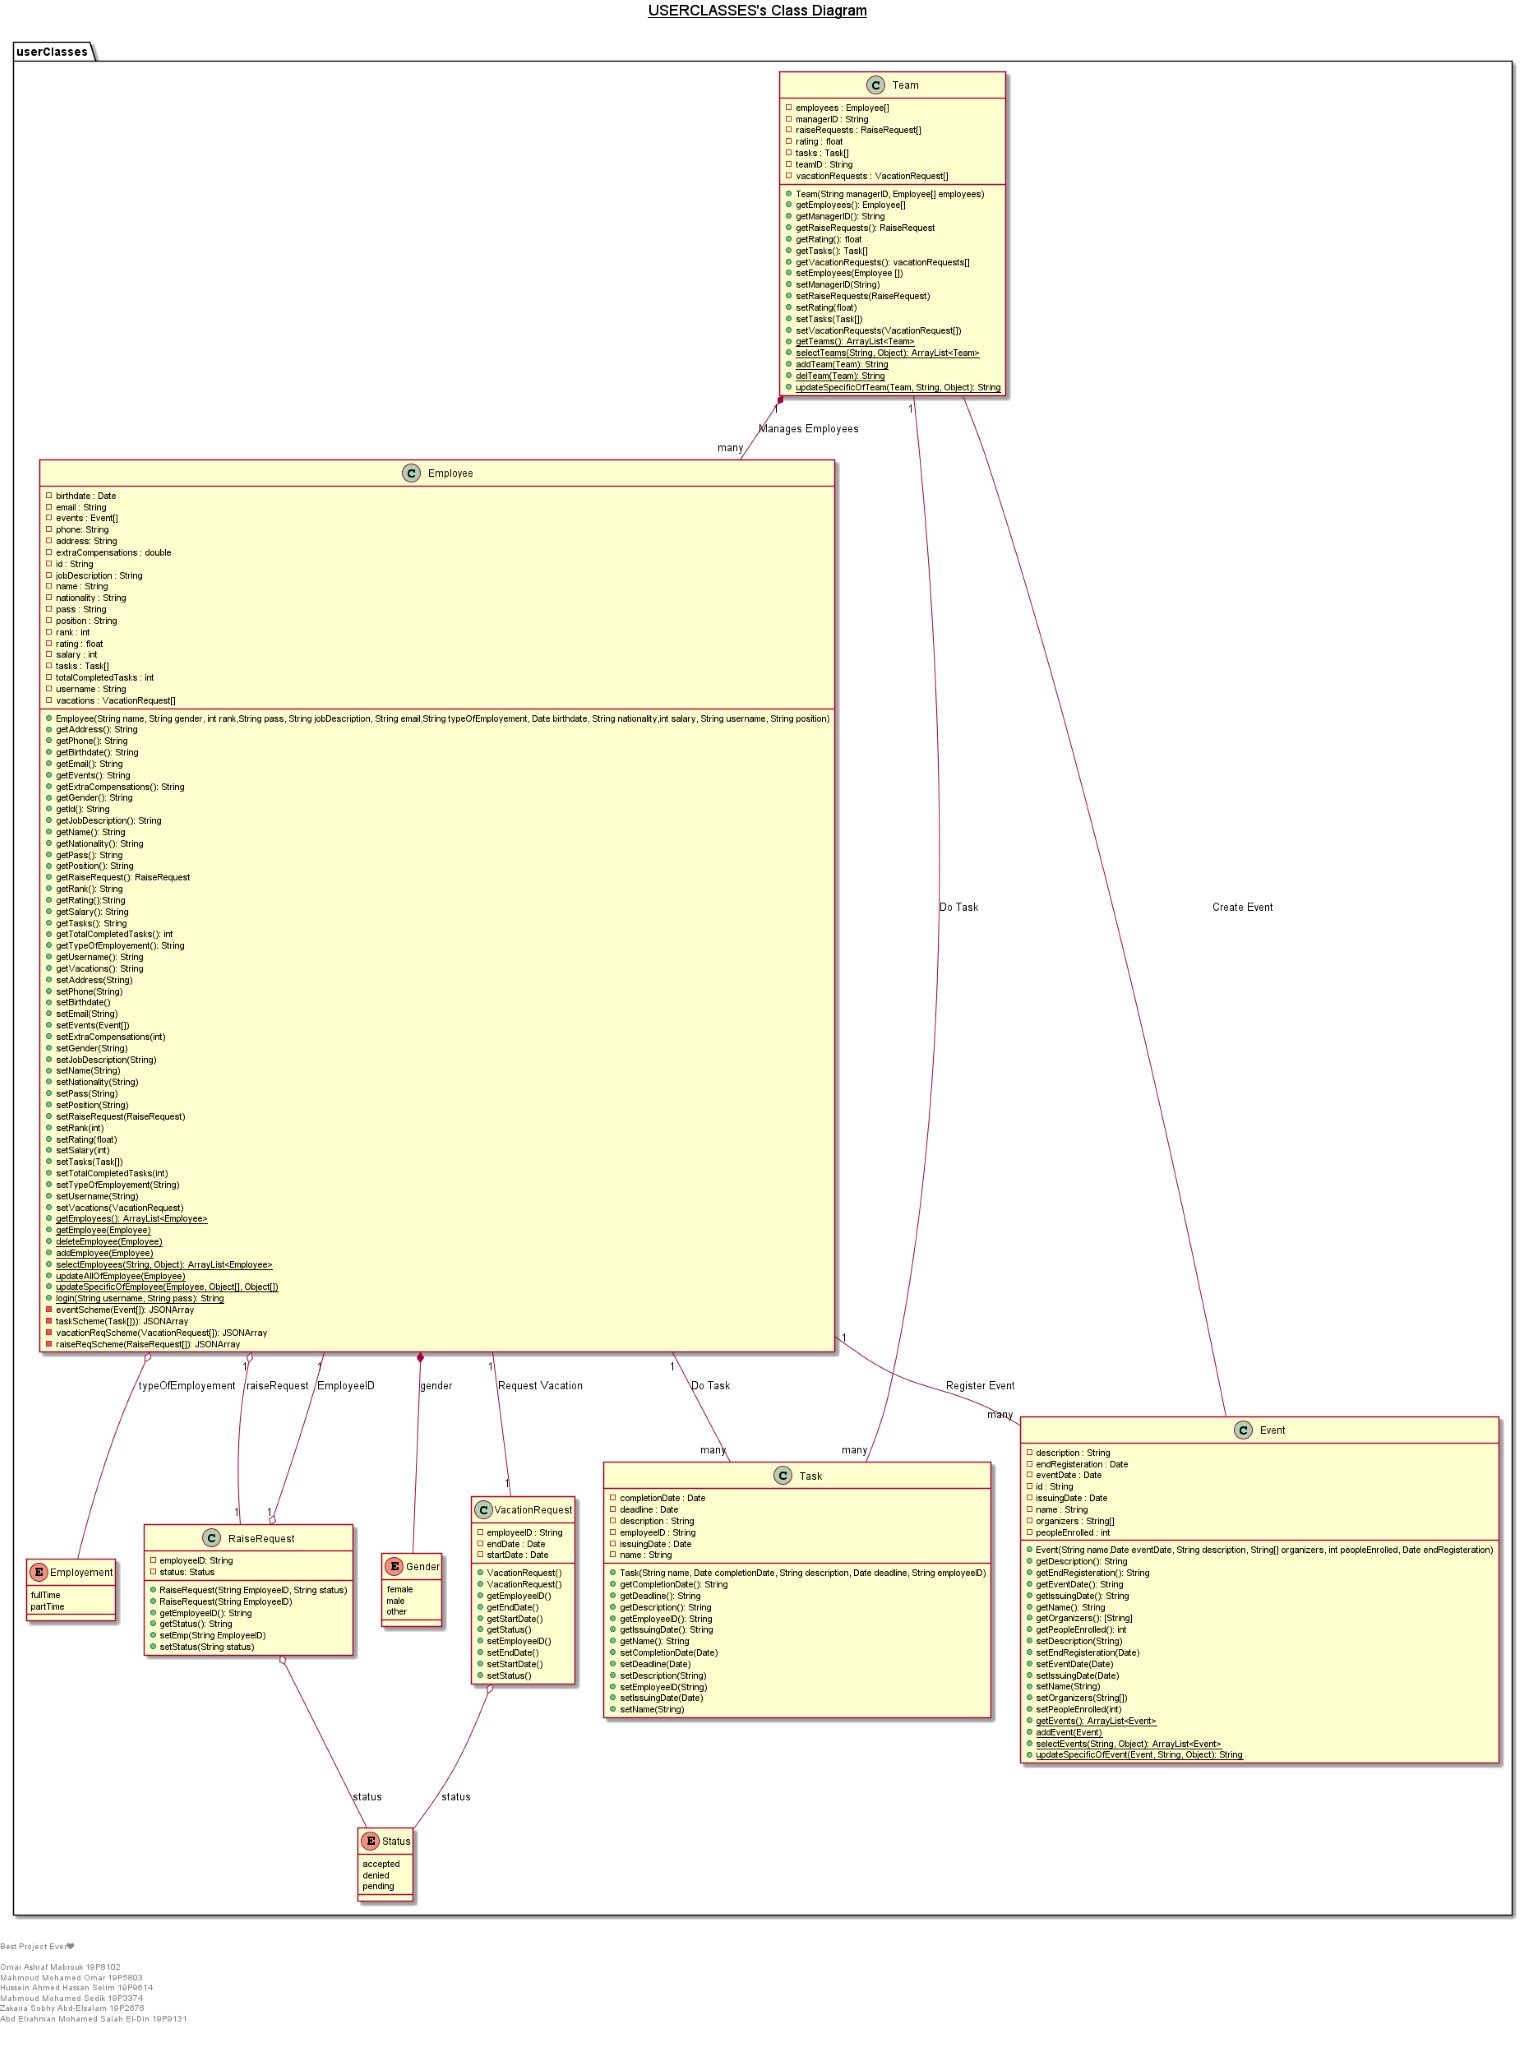 USERCLASSES's Class Diagram
userClasses
C Team
employees : Employee[]
managerID : String
raiseRequests : RaiseRequest[]
rating : float
tasks : Task[]
teamID : String
vacationRequests : VacationRequest[]
Team(String managerID, Employee[] employees)
getEmployees(): Employee[]
getManagerID(): String
getRaiseRequests(): RaiseRequest
getRating(): float
getTasks(): Task[]
getVacationRequests(): vacationRequests[]
setEmployees(Employee [])
setManagerID(String)
setRaiseRequests(RaiseRequest)
setRating(float)
setTasks(Task[])
setVacationRequests(VacationRequest[])
getTeams(): ArrayList<Team>
selectTeams(String, Object): ArrayList<Team>
addTeam(Team): String
delTeam(Team): String
updateSpecificOfTeam(Team, String, Object): String
1
1
Manages Employees
many
C Employee
birthdate : Date
email : String
events : Event[]
phone: String
address: String
extraCompensations : double
id : String
jobDescription : String
name : String
nationality : String
pass : String
position : String
rank : int
rating : float
salary : int
tasks : Task[]
totalCompletedTasks : int
username : String
vacations : VacationRequest[]
Employee(String name, String gender, int rank,String pass, String jobDescription, String email,String typeOfEmployement, Date birthdate, String nationality,int salary, String username, String position)
getAddress(): String
getPhone(): String
getBirthdate(): String
getEmail(): String
getEvents(): String
getExtraCompensations(): String
getGender(): String
getId(): String
getJobDescription(): String
getName(): String
getNationality(): String
getPass(): String
getPosition(): String
getRaiseRequest(): RaiseRequest
getRank(): String
getRating():String
getSalary(): String
getTasks(): String
getTotalCompletedTasks(): int
getTypeOfEmployement(): String
getUsername(): String
getVacations(): String
setAddress(String)
setPhone(String)
setBirthdate()
setEmail(String)
setEvents(Event[])
setExtraCompensations(int)
setGender(String)
setJobDescription(String)
setName(String)
setNationality(String)
setPass(String)
setPosition(String)
setRaiseRequest(RaiseRequest)
setRank(int)
setRating(float)
setSalary(int)
setTasks(Task[])
setTotalCompletedTasks(int)
setTypeOfEmployement(String)
setUsername(String)
setVacations(VacationRequest)
getEmployees(): ArrayList<Employee>
getEmployee(Employee)
deleteEmployee(Employee)
addEmployee(Employee)
selectEmployees(String, Object): ArrayList<Employee>
updateAllOfEmployee(Employee)
updateSpecificOfEmployee(Employee, Object[], Object[])
login(String username, String pass): String
eventScheme(Event[]): JSONArray
taskScheme(Task[])): JSONArray
vacationReqScheme(VacationRequest[]): JSONArray
raiseReqScheme(RaiseRequest[]): JSONArray
Do Task
Create Event
1
Register Event
many
1
1
1
1
typeOfEmployement
raiseRequest
EmployeeID
gender
Request Vacation
Do Task
many
many
1
1
1
C Event
description : String
endRegisteration : Date
eventDate : Date
id : String
issuingDate : Date
name : String
organizers : String[]
peopleEnrolled : int
Event(String name,Date eventDate, String description, String[] organizers, int peopleEnrolled, Date endRegisteration)
getDescription(): String
getEndRegisteration(): String
getEventDate(): String
getIssuingDate(): String
getName(): String
getOrganizers(): [String]
getPeopleEnrolled(): int
setDescription(String)
setEndRegisteration(Date)
setEventDate(Date)
setIssuingDate(Date)
setName(String)
setOrganizers(String[])
setPeopleEnrolled(int)
getEvents(): ArrayList<Event>
addEvent(Event)
selectEvents(String, Object): ArrayList<Event>
updateSpecificOfEvent(Event, String, Object): String
C Task
completionDate : Date
deadline : Date
description : String
employeeID : String
issuingDate : Date
name : String
Task(String name, Date completionDate, String description, Date deadline, String employeeID)
getCompletionDate(): String
getDeadline(): String
getDescription(): String
getEmployeeID(): String
getIssuingDate(): String
getName(): String
setCompletionDate(Date)
setDeadline(Date)
setDescription(String)
setEmployeeID(String)
setIssuingDate(Date)
setName(String)
C VacationRequest
employeeID : String
endDate : Date
startDate : Date
VacationRequest()
VacationRequest()
getEmployeeID()
getEndDate()
getStartDate()
getStatus()
setEmployeeID()
setEndDate()
setStartDate()
setStatus()
E Gender
female
male
other
C RaiseRequest
employeeID: String
status: Status
RaiseRequest(String EmployeeID, String status)
RaiseRequest(String EmployeeID)
getEmployeeID(): String
getStatus(): String
setEmp(String EmployeeID)
setStatus(String status)
E Employement
fullTime
partTime
status
status
E Status
accepted
denied
pending
Best Project Ever♥
Omar Ashraf Mabrouk 19P8102
Mahmoud Mohamed Omar 19P5803
Hussein Ahmed Hassan Selim 19P9614
Mahmoud Mohamed Sedik 19P3374
Zakaria Sobhy Abd-Elsalam 19P2676
Abd Elrahman Mohamed Salah El-Din 19P9131